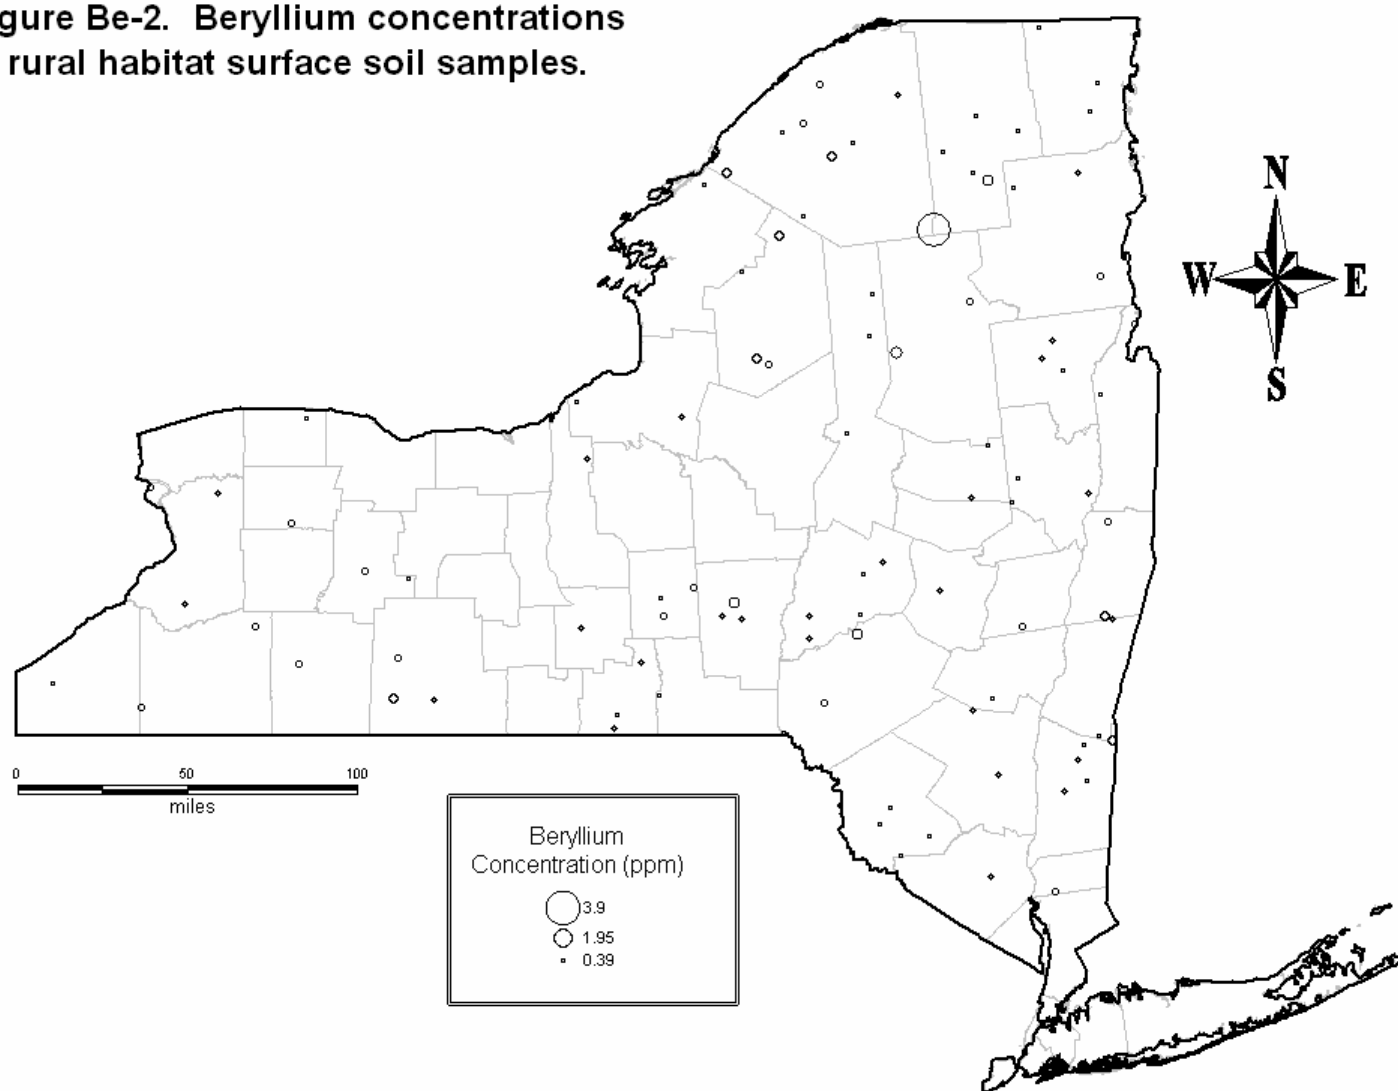 gure Be-2. Beryllium concentrations
rural habitat surface soil samples.
N
W E
S
0 50 100
miles
Beryllium
Concentration (ppm)
3.9
1.95
0.39